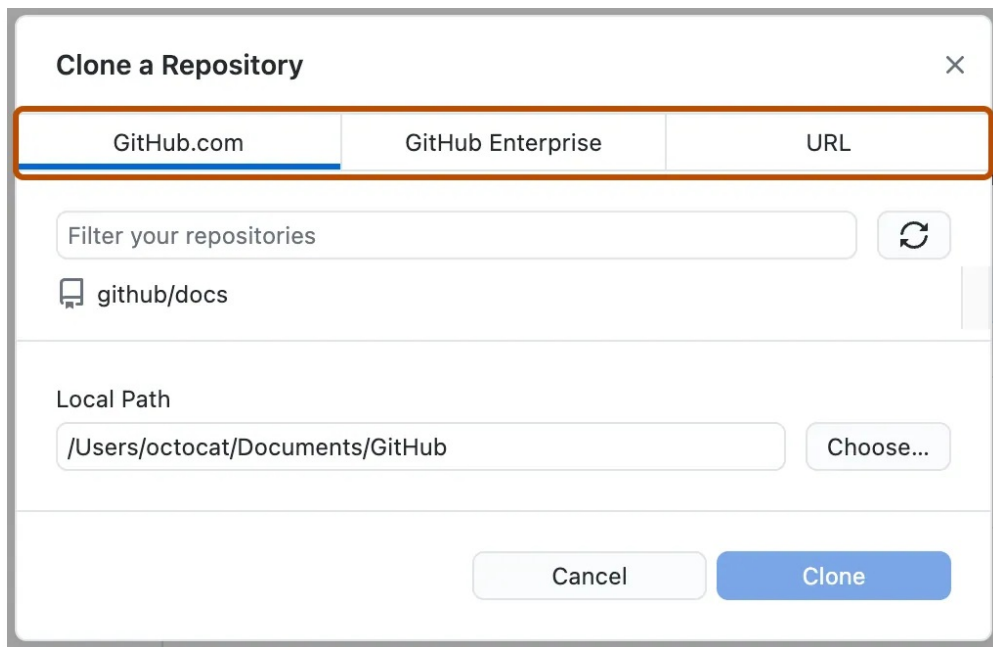 Clone a Repository
GitHub.com GitHub Enterprise URL
Filter your repositories
github/docs
Local Path
/Users/octocat/Documents/GitHub Choose...
Cancel Clone